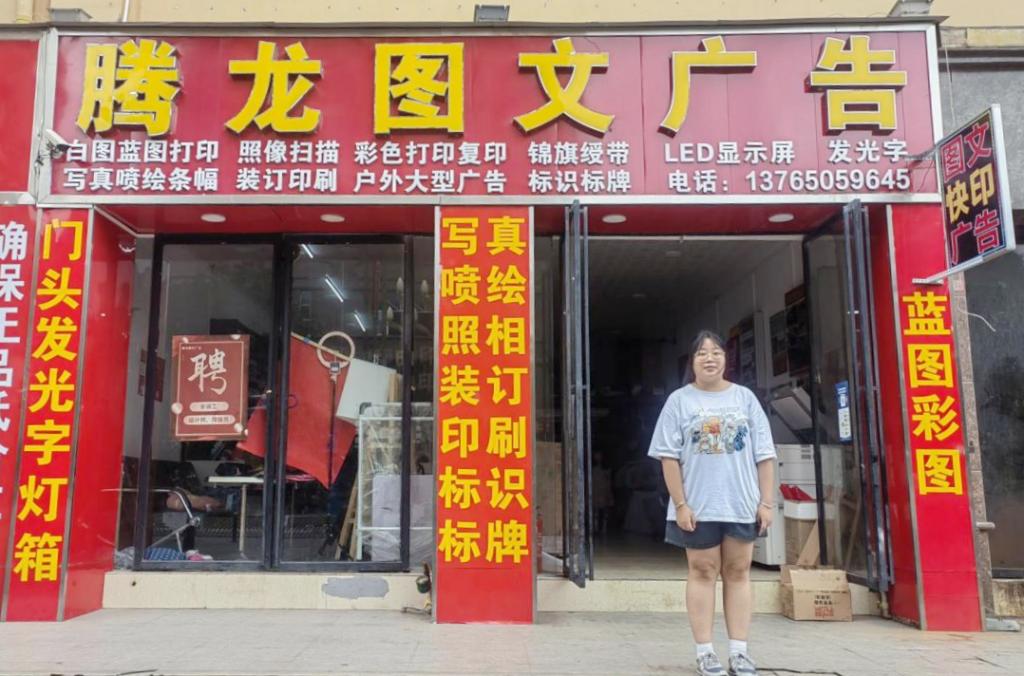 腾龙图文广告
白图蓝图打印 照像扫描 彩色打印复印 锦旗绶带 LED显示屏 发光字
写真喷绘条幅 装订印刷 户外大型广告 标识标牌 电话：13765059645
图文
快印
广告
确保
门头发光字灯箱
聘
写真
喷绘
照相
装订
印刷
标识
标牌
蓝图彩图